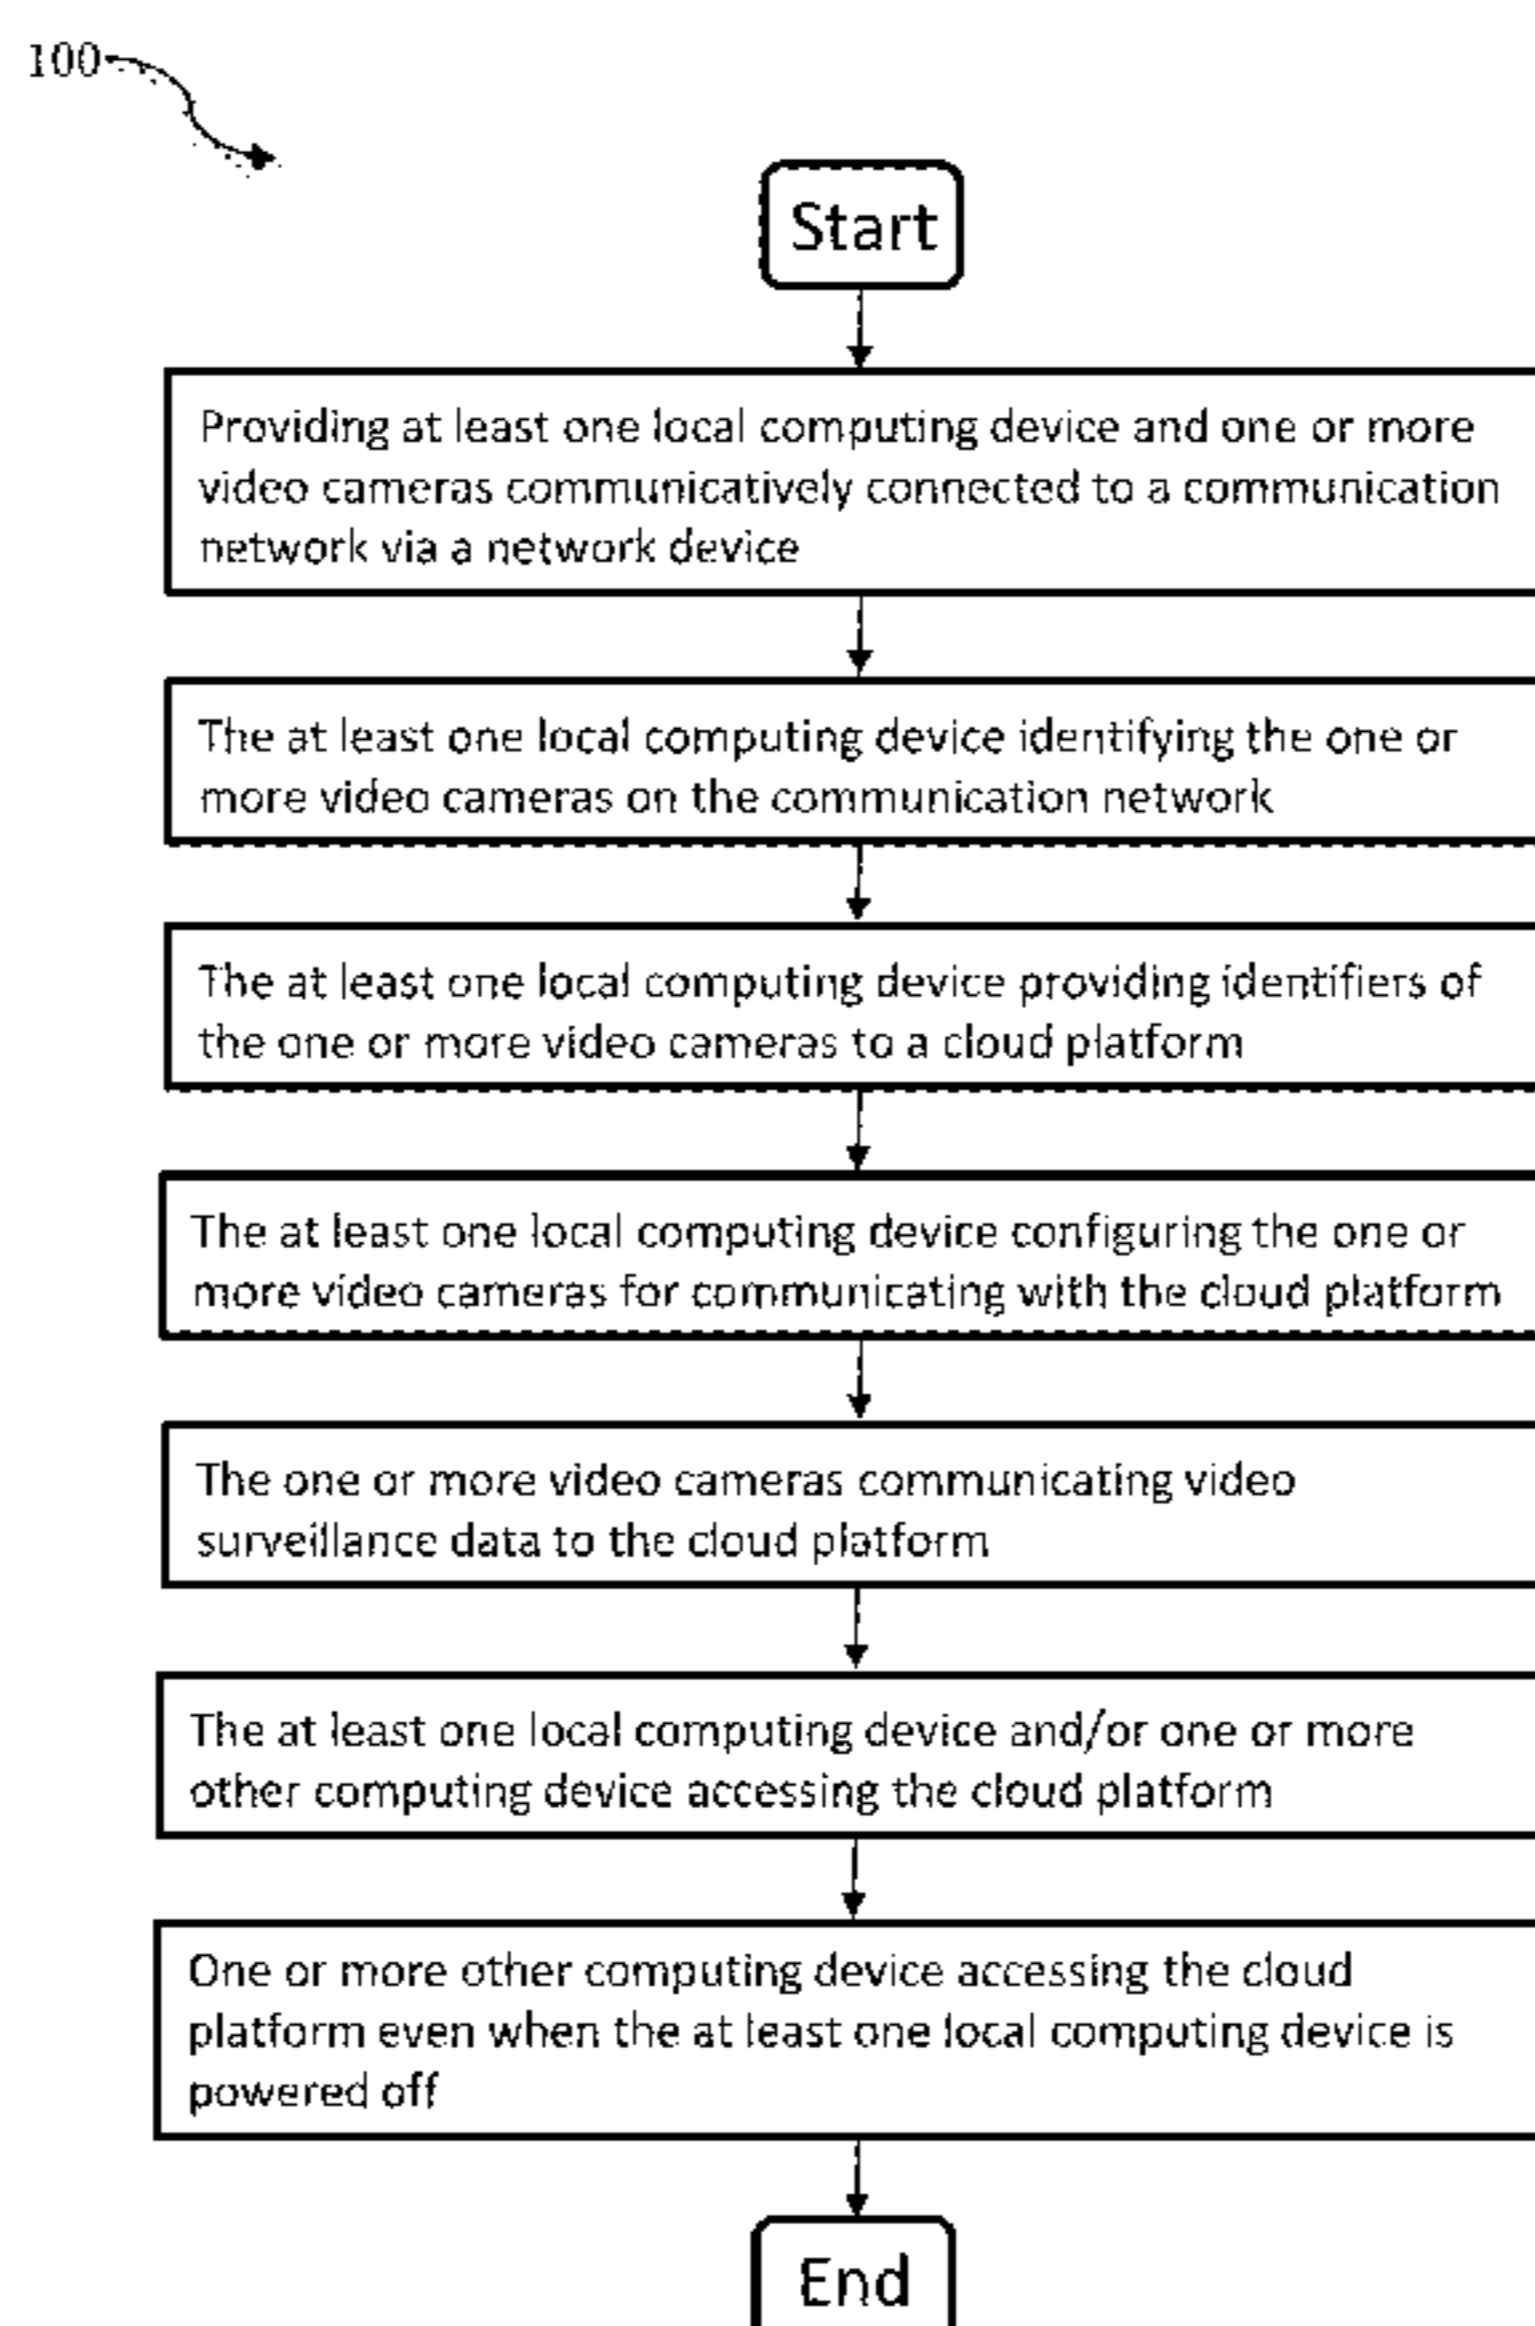 100
Start
Providing at least one local computing device and one or more
video cameras communicatively connected to a communication
network via a network device
The at least one local computing device identifying the one or
more video cameras on the communication network
The at least one local computing device providing identifiers of
the one or more video cameras to a cloud platform
The at least one local computing device configuring the one or
more video cameras for communicating with the cloud platform
The one or more video cameras communicating video
surveillance data to the cloud platform
The at least one local computing device and/or one or more
other computing device accessing the cloud platform
One or more other computing device accessing the cloud
platform even when the at least one local computing device is
powered off
End